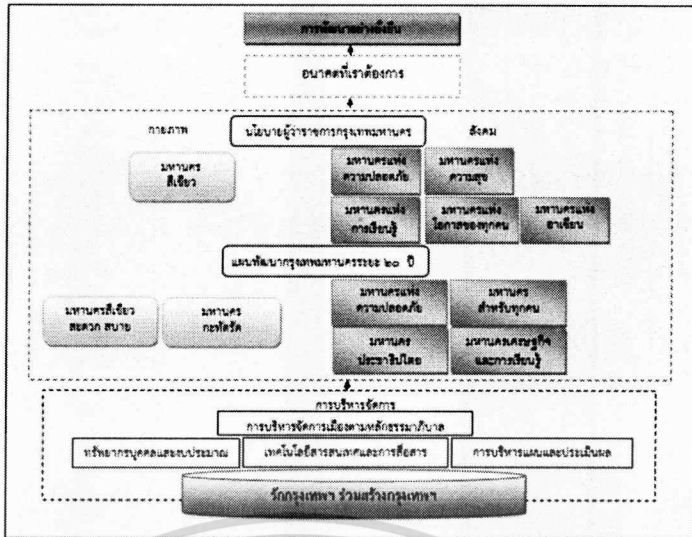 การพัฒนาอย่างยั่งยืน
อนาคตที่เราต้องการ
กายภาพ
นโยบายผู้ว่าราชการกรุงเทพมหานคร
สังคม
มหานคร
สีเขียว
มหานครแห่ง
ความปลอดภัย
มหานครแห่ง
ความสุข
มหานครแห่ง
การเรียนรู้
มหานครแห่ง
โอกาสของทุกคน
มหานครแห่ง
อาเซียน
แผนพัฒนากรุงเทพมหานครระยะ ๒๐ ปี
มหานครสีเขียว
สะดวก สบาย
มหานคร
กะทัดรัด
มหานครแห่ง
ความปลอดภัย
มหานคร
สำหรับทุกคน
มหานคร
ประชาธิปไตย
มหานครเศรษฐกิจ
และการเรียนรู้
การบริหารจัดการ
การบริหารจัดการเมืองตามหลักธรรมาภิบาล
ทรัพยากรบุคคลและงบประมาณ
เทคโนโลยีสารสนเทศและการสื่อสาร
การบริหารแผนและประเมินผล
รักกรุงเทพฯ ร่วมสร้างกรุงเทพฯ